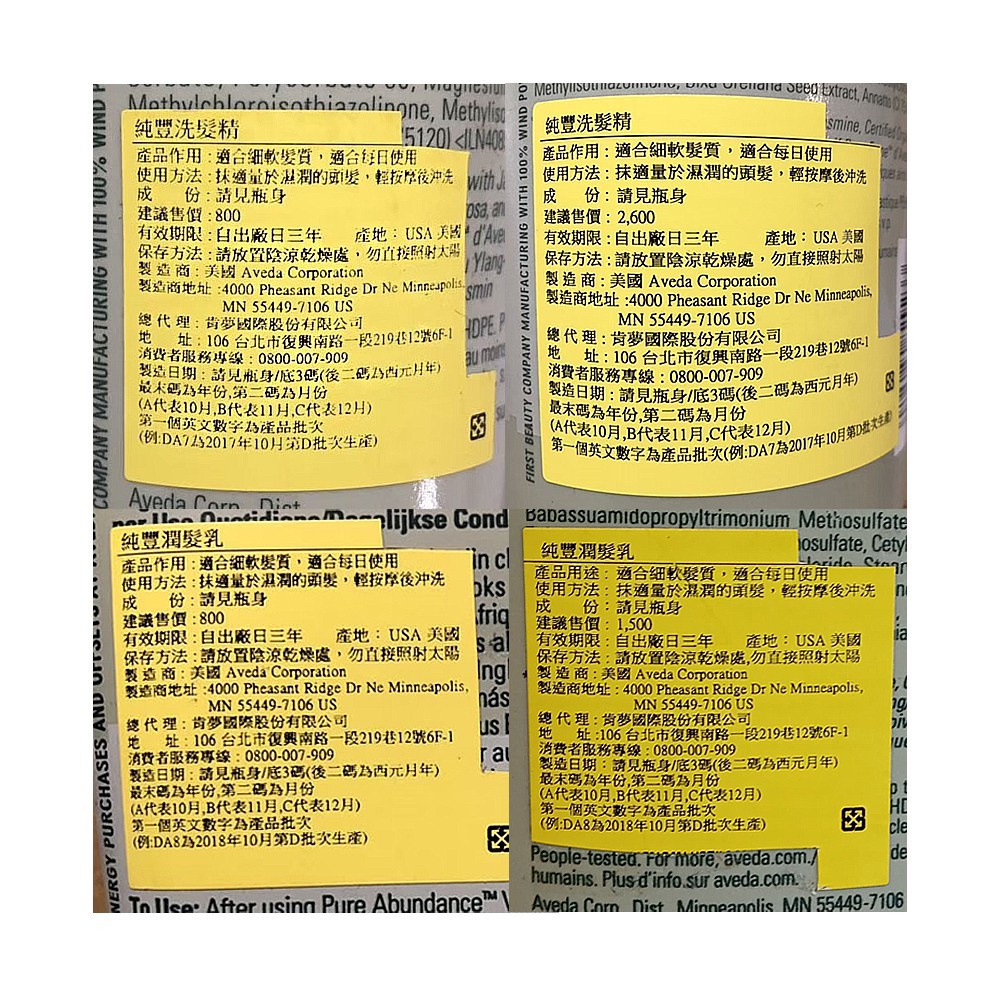 Methylchloroisothiazolinone,
純豐洗髮精
產品作用：適合細軟髮質，適合每日使用
使用方法：抹適量於濕潤的頭髮，輕按摩後沖洗
成　　份：請見瓶身
建議售價：800
有效期限：自出廠日三年　產地：USA 美國
保存方法：請放置陰涼乾燥處，勿直接照射太陽
製造商：美國 Aveda Corporation
製造商地址：4000 Pheasant Ridge Dr Ne Minneapolis,
MN 55449-7106 US
總代理：肯夢國際股份有限公司
地　　址：106 台北市復興南路一段219巷12號6F-1
消費者服務專線：0800-007-909
製造日期：請見瓶身/底3碼(後二碼為西元月年)
最末碼為年份,第二碼為月份
(A代表10月,B代表11月,C代表12月)
第一個英文數字為產品批次
(例:DA7為2017年10月第D批次生產)
COMPANY MANUFACTURING WITH 100% WIND
Methylisothiazolinone, Bixa Orellana Seed Extract, Annatto
純豐洗髮精
產品作用：適合細軟髮質，適合每日使用
使用方法：抹適量於濕潤的頭髮，輕按摩後沖洗
成　　份：請見瓶身
建議售價：2,600
有效期限：自出廠日三年　產地：USA 美國
保存方法：請放置陰涼乾燥處，勿直接照射太陽
製造商：美國 Aveda Corporation
製造商地址：4000 Pheasant Ridge Dr Ne Minneapolis,
MN 55449-7106 US
總代理：肯夢國際股份有限公司
地　　址：106 台北市復興南路一段219巷12號6F-1
消費者服務專線：0800-007-909
製造日期：請見瓶身/底3碼(後二碼為西元月年)
最末碼為年份,第二碼為月份
(A代表10月,B代表11月,C代表12月)
第一個英文數字為產品批次(例:DA7為2017年10月第D批次生產)
FIRST BEAUTY COMPANY MANUFACTURING WITH 100% WIND
純豐潤髮乳
產品作用：適合細軟髮質，適合每日使用
使用方法：抹適量於濕潤的頭髮，輕按摩後沖洗
成　　份：請見瓶身
建議售價：800
有效期限：自出廠日三年　產地：USA 美國
保存方法：請放置陰涼乾燥處，勿直接照射太陽
製造商：美國 Aveda Corporation
製造商地址：4000 Pheasant Ridge Dr Ne Minneapolis,
MN 55449-7106 US
總代理：肯夢國際股份有限公司
地　　址：106 台北市復興南路一段219巷12號6F-1
消費者服務專線：0800-007-909
製造日期：請見瓶身/底3碼(後二碼為西元月年)
最末碼為年份,第二碼為月份
(A代表10月,B代表11月,C代表12月)
第一個英文數字為產品批次
(例:DA8為2018年10月第D批次生產)
To Use: After using Pure Abundance™
PURCHASES AND OFFSETS
Babassuamidopropyltrimonium Methosulfate
純豐潤髮乳
產品用途：適合細軟髮質，適合每日使用
使用方法：抹適量於濕潤的頭髮，輕按摩後沖洗
成　　份：請見瓶身
建議售價：1,500
有效期限：自出廠日三年　產地：USA 美國
保存方法：請放置陰涼乾燥處,勿直接照射太陽
製造商：美國 Aveda Corporation
製造商地址：4000 Pheasant Ridge Dr Ne Minneapolis,
MN 55449-7106 US
總代理：肯夢國際股份有限公司
地　　址：106 台北市復興南路一段219巷12號6F-1
消費者服務專線：0800-007-909
製造日期：請見瓶身/底3碼(後二碼為西元月年)
最末碼為年份,第二碼為月份
(A代表10月,B代表11月,C代表12月)
第一個英文數字為產品批次
(例:DA8為2018年10月第D批次生產)
People-tested. For more, aveda.com./
humains. Plus d'info sur aveda.com.
Aveda Corp., Dist., Minneapolis, MN 55449-7106